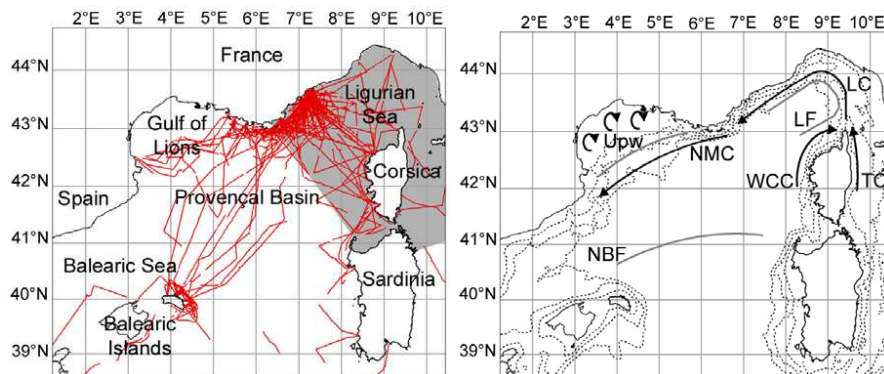 2°E 3°E 4°E 5°E 6°E 7°E 8°E 9°E 10°E
44°N
43°N
42°N
41°N
40°N
39°N
France
Ligurian
Sea
Gulf of
Lions
Corsica
Provençal Basin
Spain
Balearic Sea
Sardinia
Balearic
Islands
2°E 3°E 4°E 5°E 6°E 7°E 8°E 9°E 10°E
44°N
43°N
42°N
41°N
40°N
39°N
LC
LF
Upw
NMC
WCC
TC
NBF